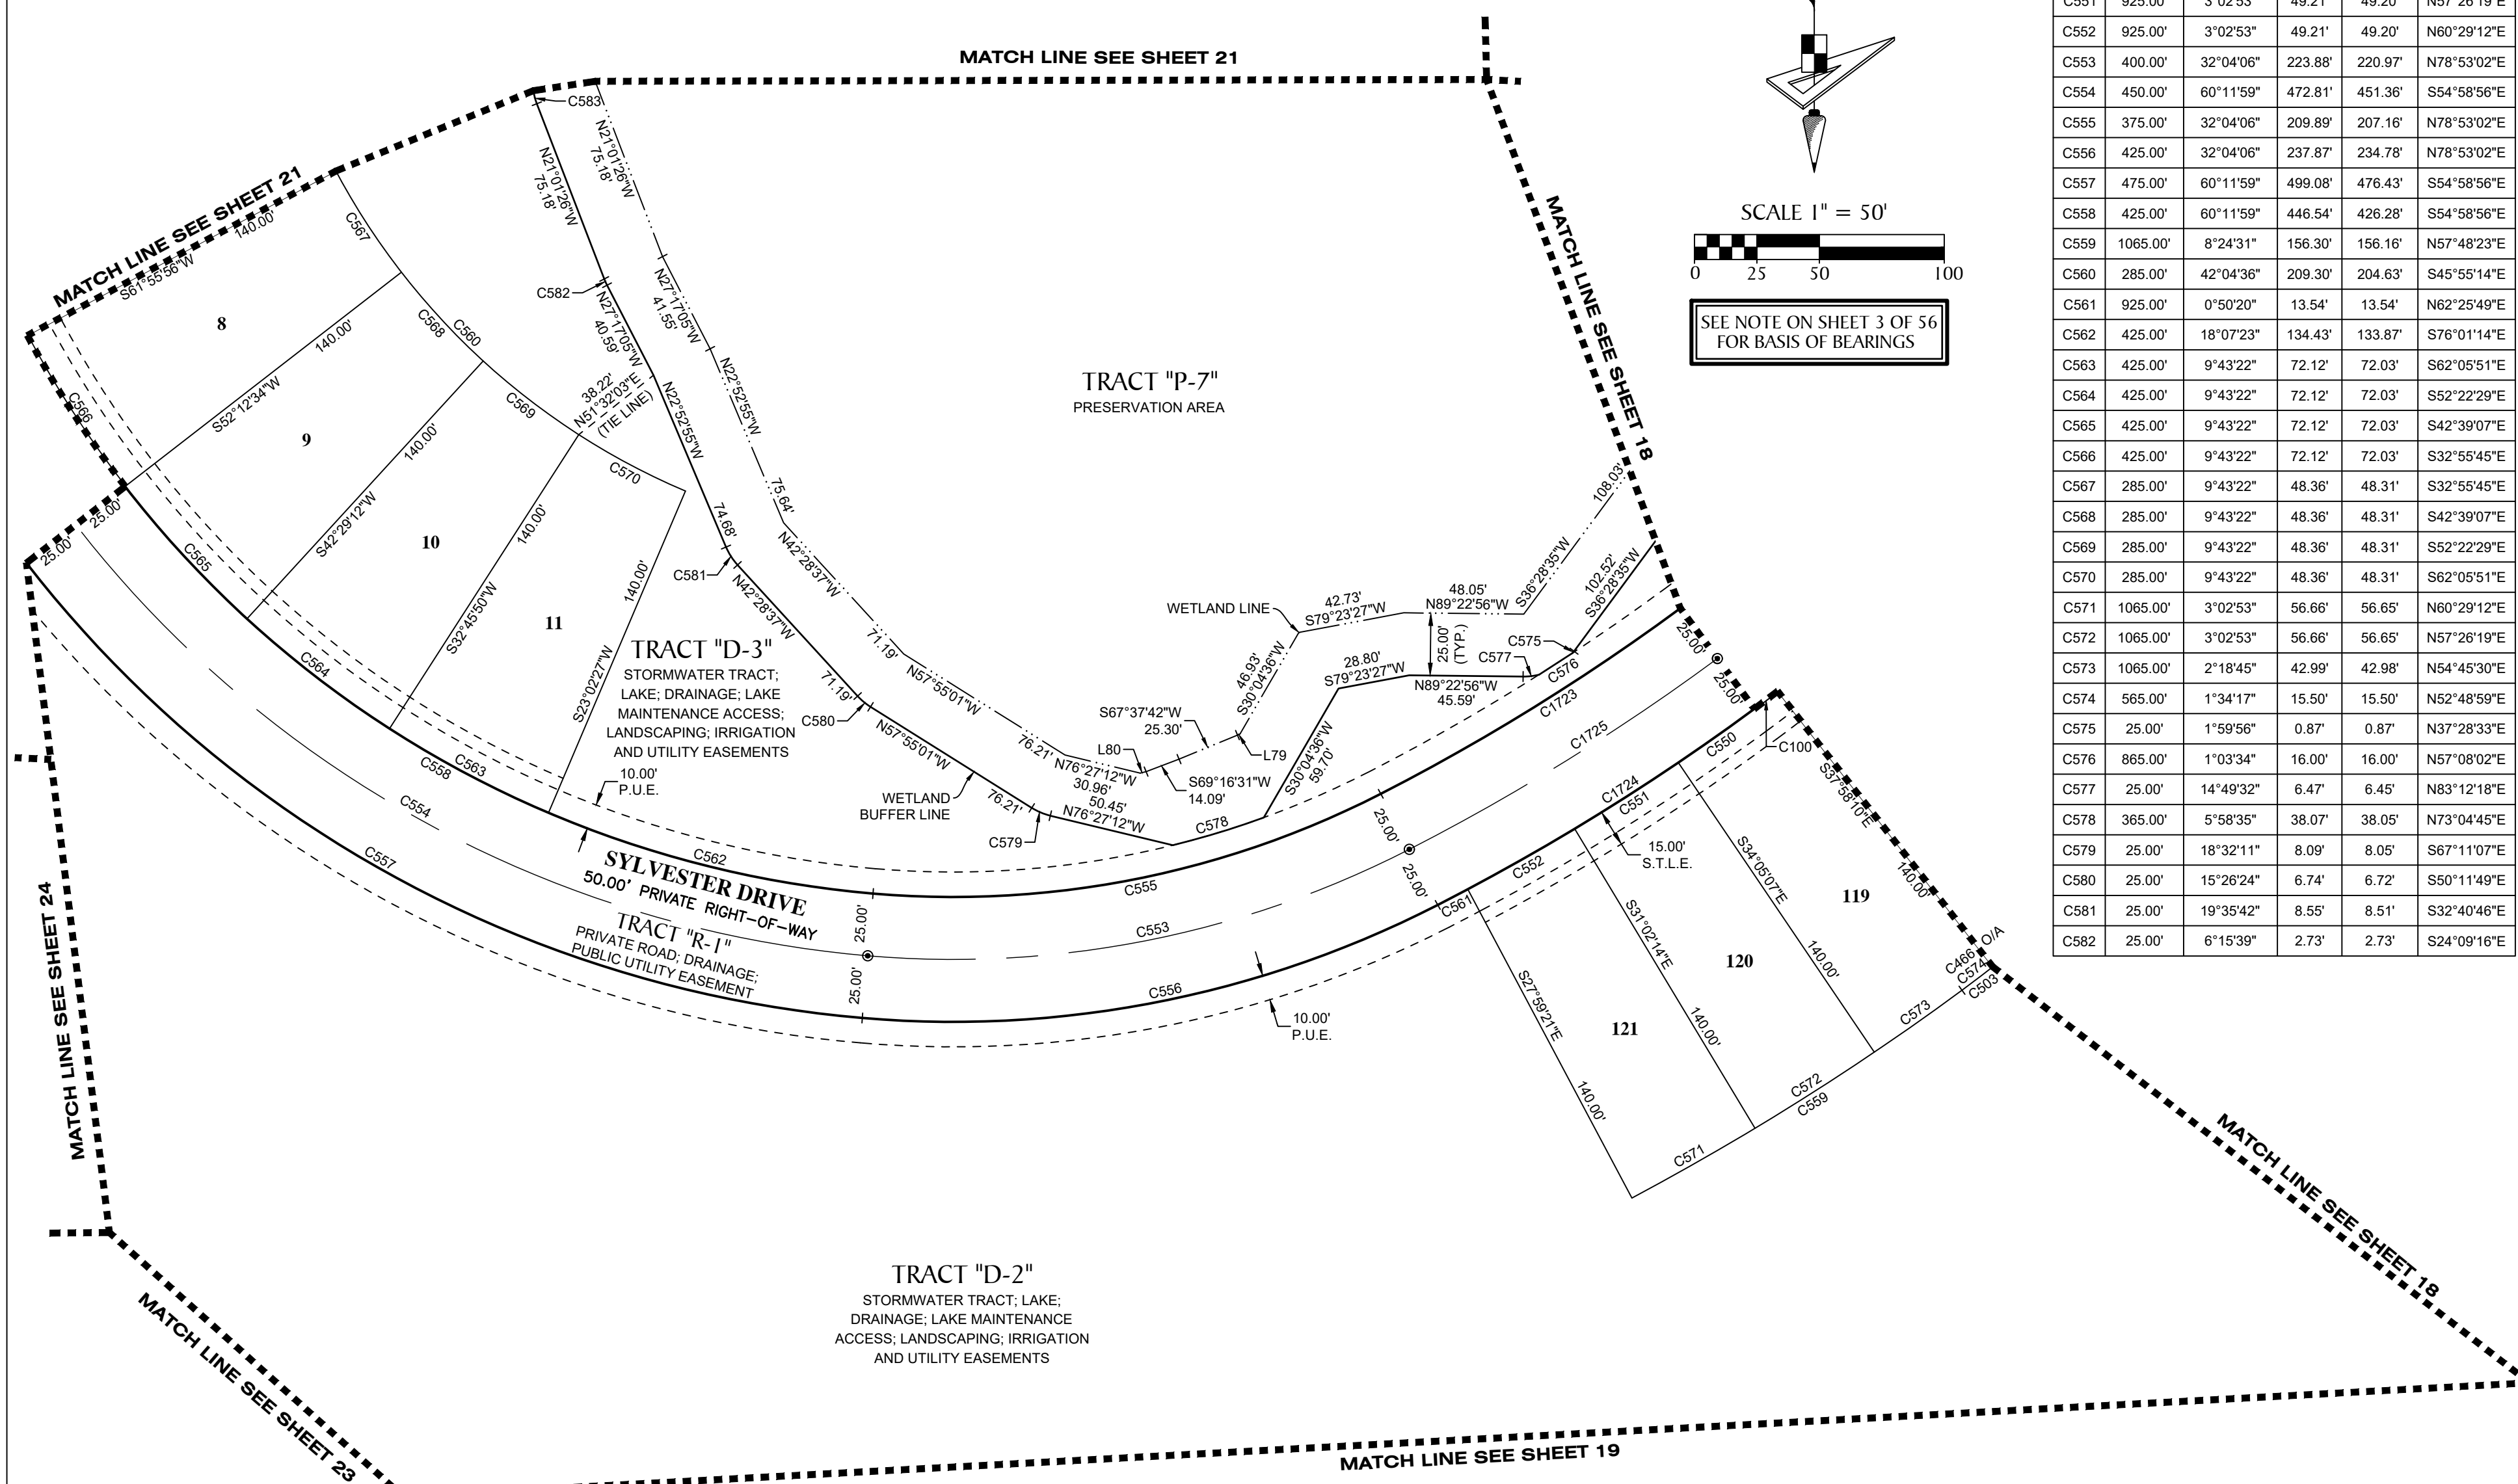 MATCH LINE SEE SHEET 21
MATCH LINE SEE SHEET 21
S61°55'56"W
140.00'
8
C566
C567
C583
N21°01'26"W
75.18'
N21°01'26"W
75.18'
C582
N27°17'05"W
40.59'
N27°17'05"W
41.55'
S52°12'34"W
140.00'
C568
C560
9
C569
38.22'
N51°32'03"E
(TIE LINE)
N22°52'55"W
74.68'
N22°52'55"W
75.64'
S42°29'12"W
140.00'
10
C570
S32°45'50"W
140.00'
11
S23°02'27"W
140.00'
25.00'
25.00'
C565
C564
C563
C558
C554
C557
C562
10.00'
P.U.E.
TRACT "P-7"
PRESERVATION AREA
MATCH LINE SEE SHEET 18
TRACT "D-3"
STORMWATER TRACT;
LAKE; DRAINAGE; LAKE
MAINTENANCE ACCESS;
LANDSCAPING; IRRIGATION
AND UTILITY EASEMENTS
C581
N42°28'37"W
71.19'
N42°28'37"W
71.19'
C580
N57°55'01"W
76.21'
N57°55'01"W
76.21'
WETLAND
BUFFER LINE
C579
N76°27'12"W
30.96'
50.45'
N76°27'12"W
L80
S67°37'42"W
25.30'
S69°16'31"W
14.09'
L79
WETLAND LINE
46.93'
S30°04'36"W
42.73'
S79°23'27"W
48.05'
N89°22'56"W
S36°28'35"W
108.03'
102.52'
S36°28'35"W
25.00'
(TYP.)
28.80'
S79°23'27"W
N89°22'56"W
45.59'
C575
C577
C576
S30°04'36"W
59.70'
C578
C1723
C1725
C1724
25.00'
25.00'
25.00'
25.00'
25.00'
25.00'
SYLVESTER DRIVE
50.00' PRIVATE RIGHT-OF-WAY
TRACT "R-1"
PRIVATE ROAD; DRAINAGE;
PUBLIC UTILITY EASEMENT
C555
C553
C556
10.00'
P.U.E.
C561
C552
C551
C550
C100
15.00'
S.T.L.E.
S37°58'10"E
140.00'
119
S34°05'07"E
140.00'
120
S31°02'14"E
140.00'
121
S27°59'21"E
140.00'
C571
C572
C559
C573
C466 O/A
C574
C503
TRACT "D-2"
STORMWATER TRACT; LAKE;
DRAINAGE; LAKE MAINTENANCE
ACCESS; LANDSCAPING; IRRIGATION
AND UTILITY EASEMENTS
MATCH LINE SEE SHEET 24
MATCH LINE SEE SHEET 23
MATCH LINE SEE SHEET 19
MATCH LINE SEE SHEET 18
SCALE 1" = 50'
0 25 50 100
SEE NOTE ON SHEET 3 OF 56
FOR BASIS OF BEARINGS
C551 925.00' 3°02'53" 49.21' 49.20' N57°26'19"E
C552 925.00' 3°02'53" 49.21' 49.20' N60°29'12"E
C553 400.00' 32°04'06" 223.88' 220.97' N78°53'02"E
C554 450.00' 60°11'59" 472.81' 451.36' S54°58'56"E
C555 375.00' 32°04'06" 209.89' 207.16' N78°53'02"E
C556 425.00' 32°04'06" 237.87' 234.78' N78°53'02"E
C557 475.00' 60°11'59" 499.08' 476.43' S54°58'56"E
C558 425.00' 60°11'59" 446.54' 426.28' S54°58'56"E
C559 1065.00' 8°24'31" 156.30' 156.16' N57°48'23"E
C560 285.00' 42°04'36" 209.30' 204.63' S45°55'14"E
C561 925.00' 0°50'20" 13.54' 13.54' N62°25'49"E
C562 425.00' 18°07'23" 134.43' 133.87' S76°01'14"E
C563 425.00' 9°43'22" 72.12' 72.03' S62°05'51"E
C564 425.00' 9°43'22" 72.12' 72.03' S52°22'29"E
C565 425.00' 9°43'22" 72.12' 72.03' S42°39'07"E
C566 425.00' 9°43'22" 72.12' 72.03' S32°55'45"E
C567 285.00' 9°43'22" 48.36' 48.31' S32°55'45"E
C568 285.00' 9°43'22" 48.36' 48.31' S42°39'07"E
C569 285.00' 9°43'22" 48.36' 48.31' S52°22'29"E
C570 285.00' 9°43'22" 48.36' 48.31' S62°05'51"E
C571 1065.00' 3°02'53" 56.66' 56.65' N60°29'12"E
C572 1065.00' 3°02'53" 56.66' 56.65' N57°26'19"E
C573 1065.00' 2°18'45" 42.99' 42.98' N54°45'30"E
C574 565.00' 1°34'17" 15.50' 15.50' N52°48'59"E
C575 25.00' 1°59'56" 0.87' 0.87' N37°28'33"E
C576 865.00' 1°03'34" 16.00' 16.00' N57°08'02"E
C577 25.00' 14°49'32" 6.47' 6.45' N83°12'18"E
C578 365.00' 5°58'35" 38.07' 38.05' N73°04'45"E
C579 25.00' 18°32'11" 8.09' 8.05' S67°11'07"E
C580 25.00' 15°26'24" 6.74' 6.72' S50°11'49"E
C581 25.00' 19°35'42" 8.55' 8.51' S32°40'46"E
C582 25.00' 6°15'39" 2.73' 2.73' S24°09'16"E